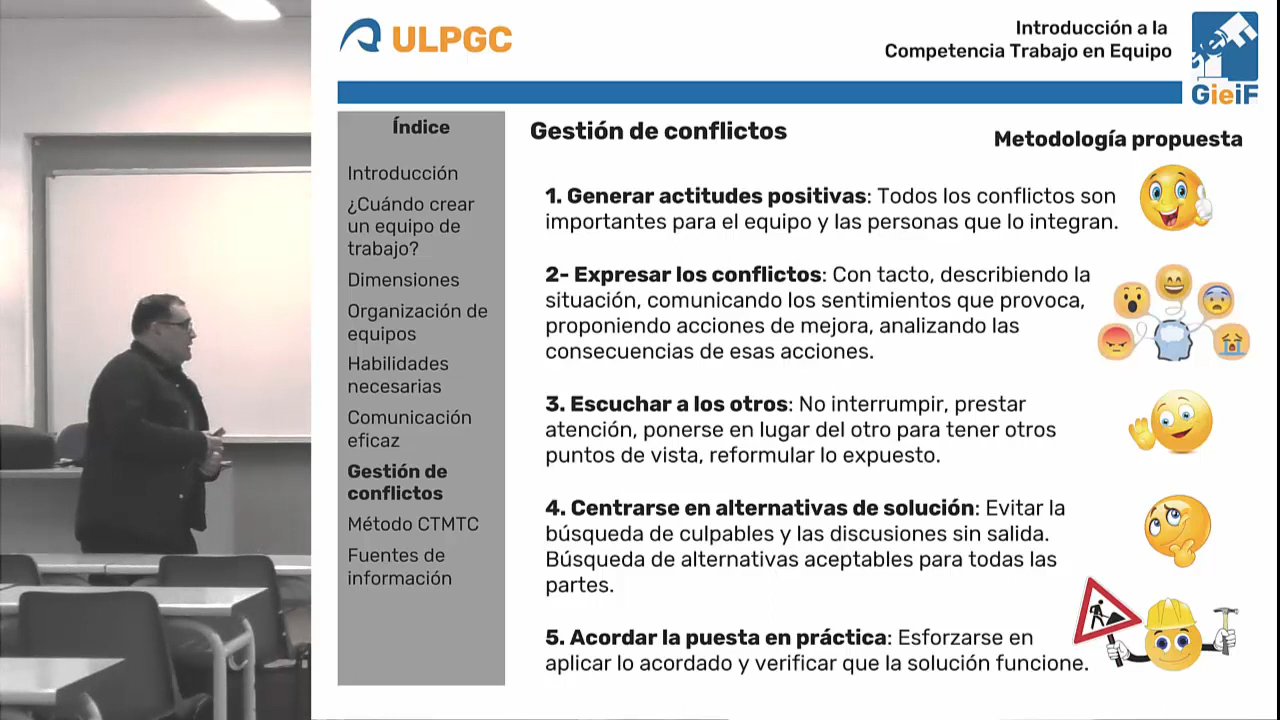 ULPGC
Introducción a la
Competencia Trabajo en Equipo
GieiF
Índice
Introducción
¿Cuándo crear
un equipo de
trabajo?
Dimensiones
Organización de
equipos
Habilidades
necesarias
Comunicación
eficaz
Gestión de
conflictos
Método CTMTC
Fuentes de
información
Gestión de conflictos
Metodología propuesta
1. Generar actitudes positivas: Todos los conflictos son
importantes para el equipo y las personas que lo integran.
2- Expresar los conflictos: Con tacto, describiendo la
situación, comunicando los sentimientos que provoca,
proponiendo acciones de mejora, analizando las
consecuencias de esas acciones.
3. Escuchar a los otros: No interrumpir, prestar
atención, ponerse en lugar del otro para tener otros
puntos de vista, reformular lo expuesto.
4. Centrarse en alternativas de solución: Evitar la
búsqueda de culpables y las discusiones sin salida.
Búsqueda de alternativas aceptables para todas las
partes.
5. Acordar la puesta en práctica: Esforzarse en
aplicar lo acordado y verificar que la solución funcione.